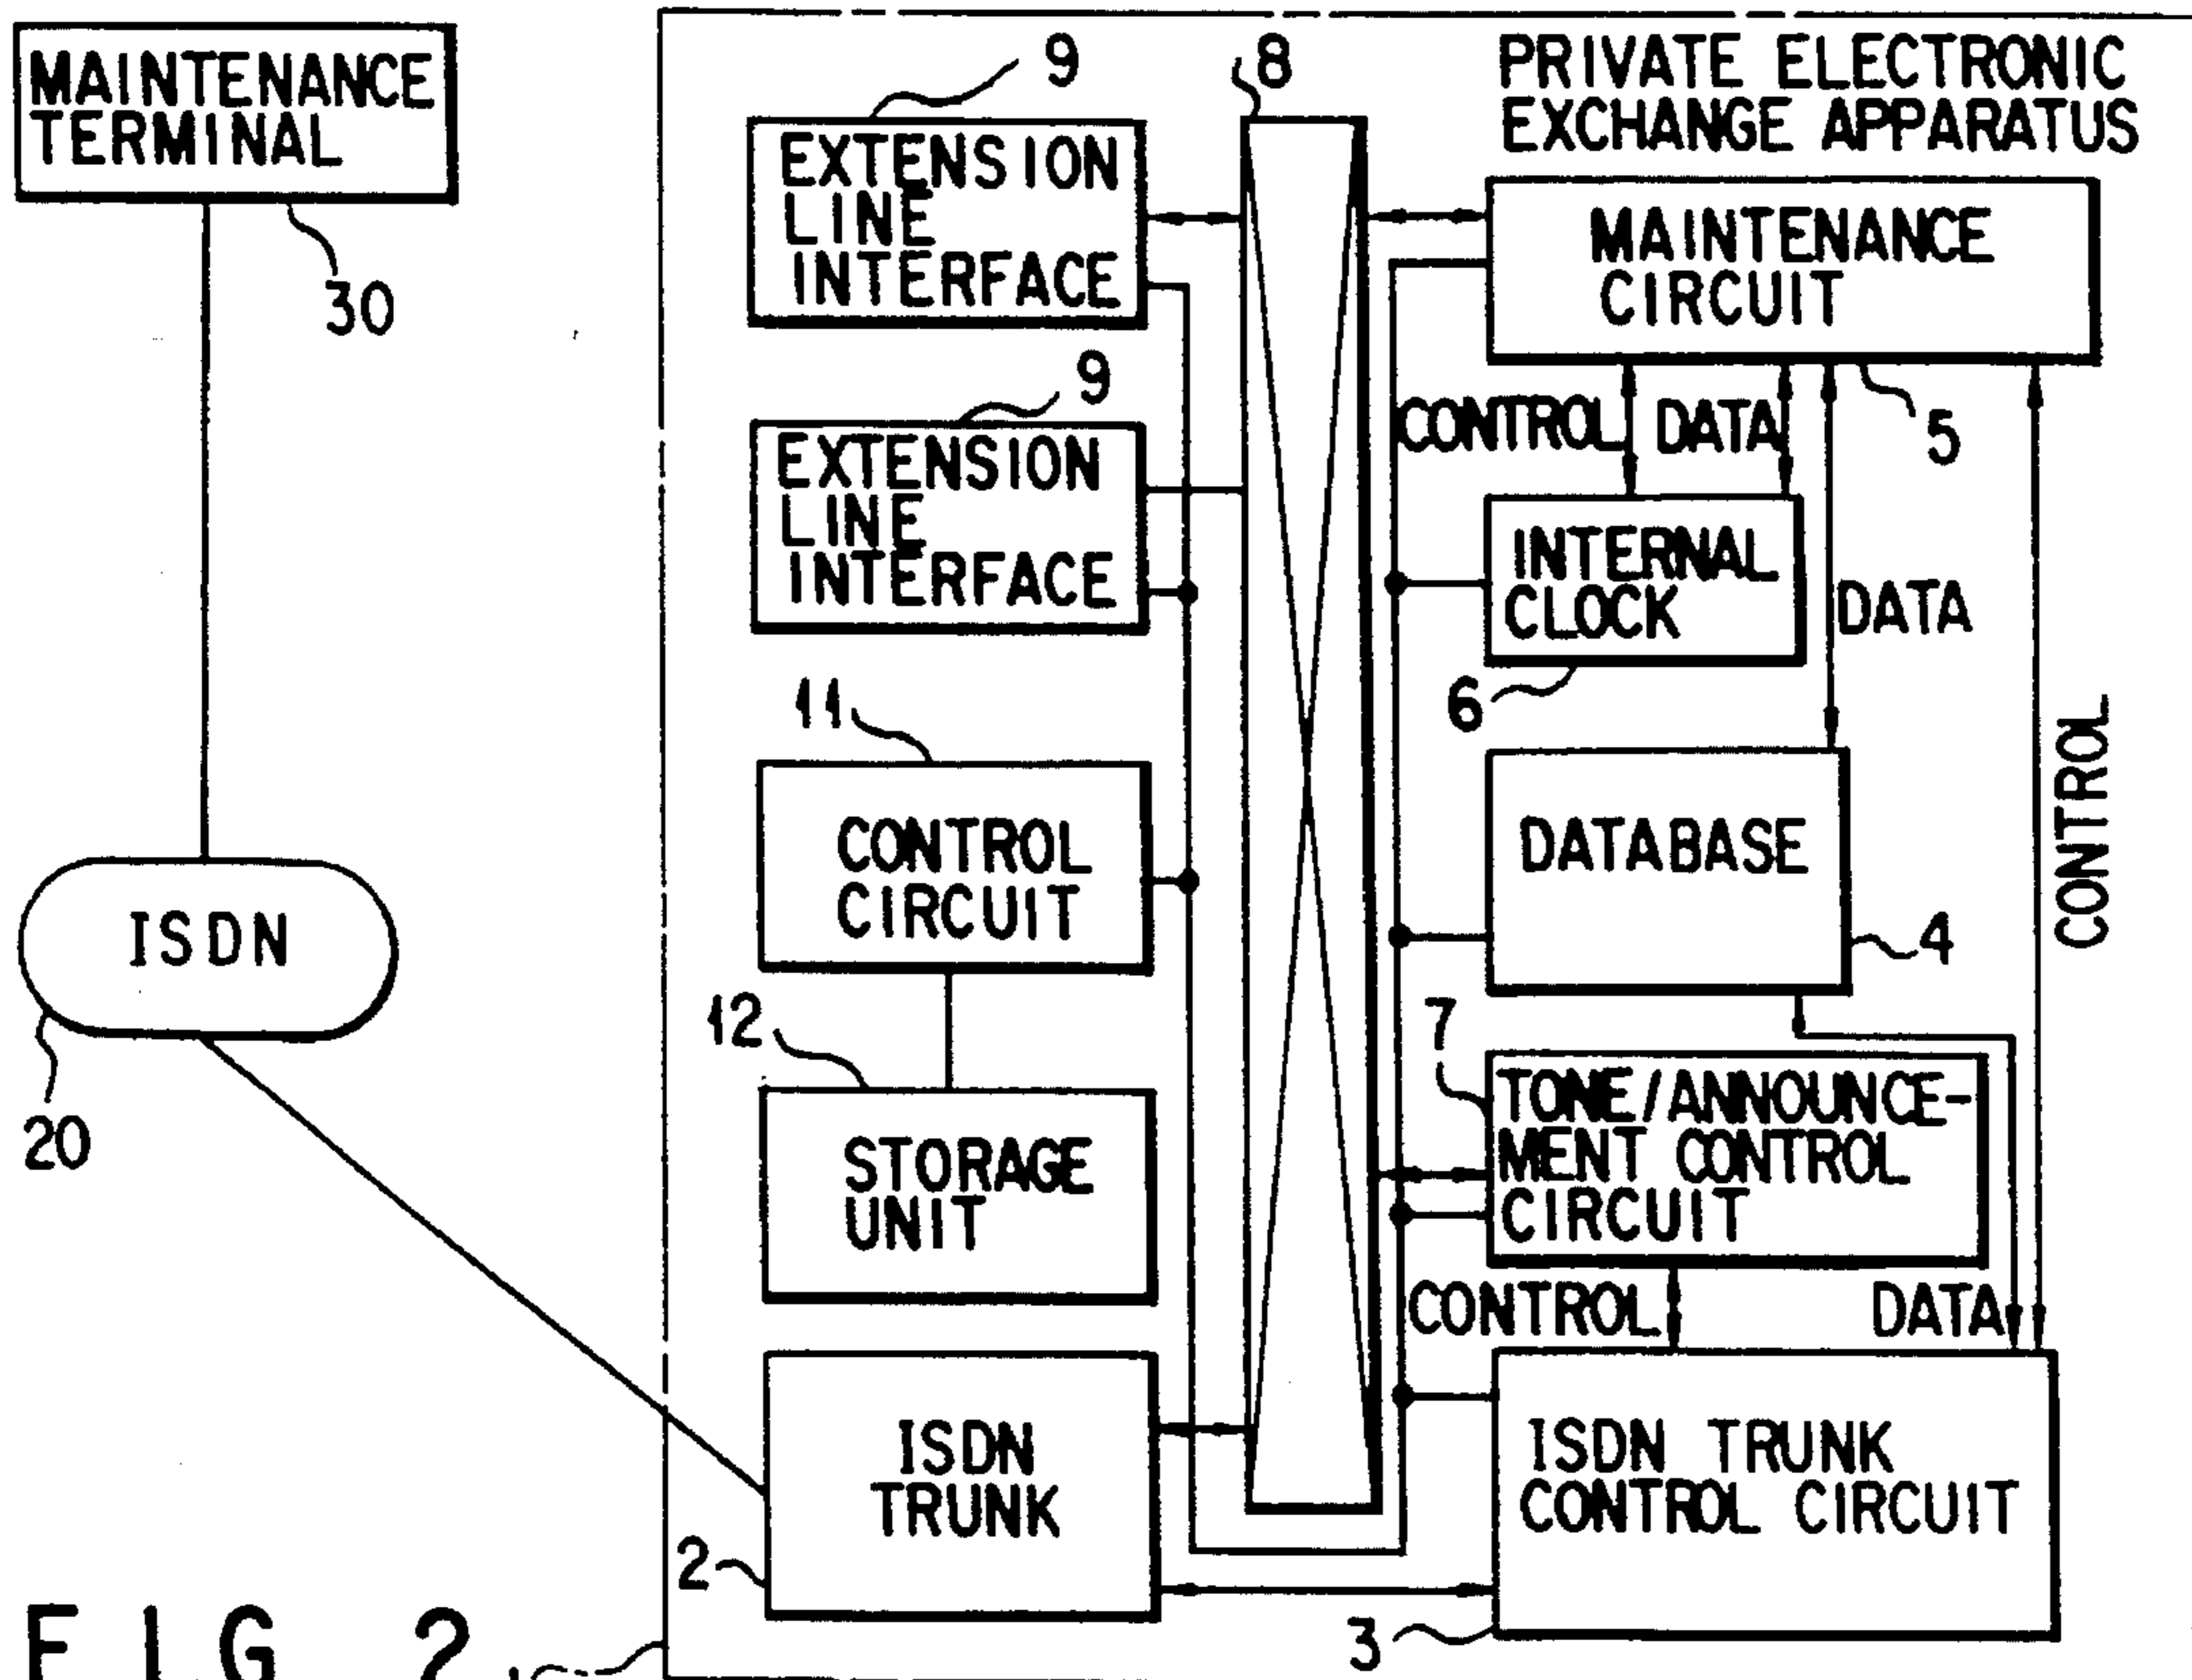 MAINTENANCE
TERMINAL
30
ISDN
20
9
8
PRIVATE ELECTRONIC
EXCHANGE APPARATUS
EXTENSION
LINE
INTERFACE
MAINTENANCE
CIRCUIT
9
EXTENSION
LINE
INTERFACE
CONTROL
DATA
5
INTERNAL
CLOCK
DATA
6
11
CONTROL
CIRCUIT
DATABASE
4
CONTROL
12
STORAGE
UNIT
7
TONE/ANNOUNCE-
MENT CONTROL
CIRCUIT
CONTROL
DATA
ISDN
TRUNK
2
ISDN TRUNK
CONTROL CIRCUIT
3
FIG 2
1